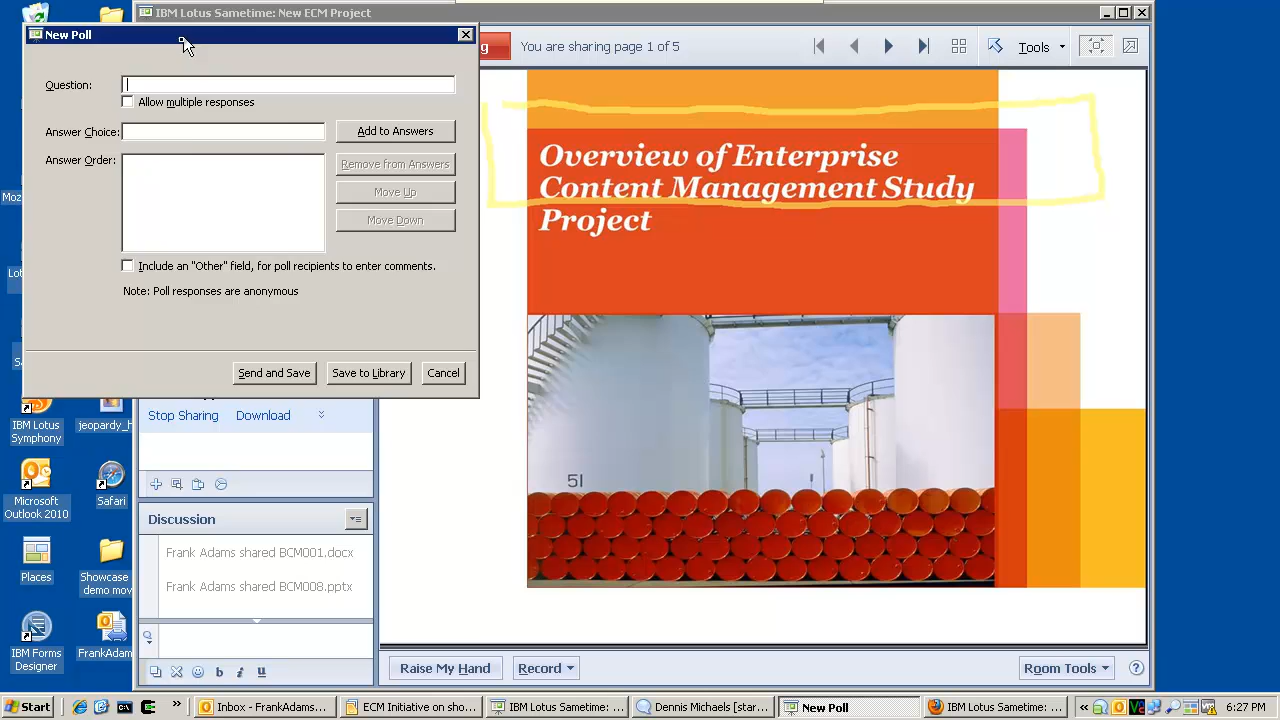 IBM Lotus Sametime: New ECM Project
New Poll
g
You are sharing page 1 of 5
Tools
Question:
Allow multiple responses
Answer Choice:
Add to Answers
Answer Order:
Remove from Answers
Move Up
Move Down
Include an "Other" field, for poll recipients to enter comments.
Note: Poll responses are anonymous
Send and Save
Save to Library
Cancel
Overview of Enterprise
Content Management Study
Project
51
Moz
Lot
Stop Sharing
Download
IBM Lotus
Symphony
jeopardy_H
Microsoft
Outlook 2010
Safari
Discussion
Frank Adams shared BCM001.docx
Frank Adams shared BCM008.pptx
Places
Showcase
demo mov
IBM Forms
Designer
FrankAdam
b i u
Raise My Hand
Record
Room Tools
Start
Inbox - FrankAdams...
ECM Initiative - Fo...
IBM Lotus Sametime: ...
Dennis Michaels [star...
New Poll
IBM Lotus Sametime: ...
6:27 PM